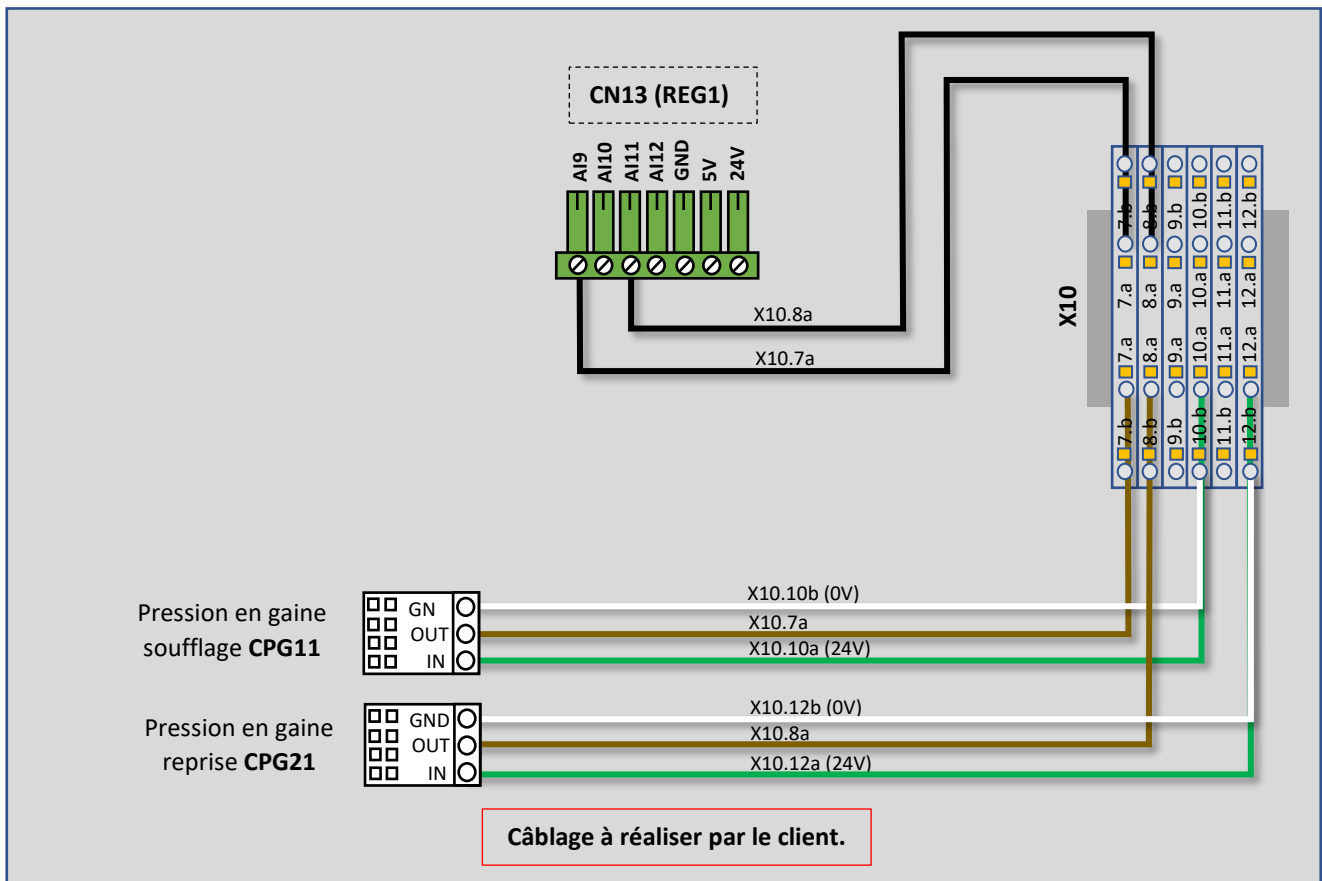 CN13 (REG1)
AI9
AI10
AI11
AI12
GND
5V
24V
X10.8a
X10.7a
X10
7.b
8.b
9.b
10.b
11.b
12.b
7.a
8.a
9.a
10.a
11.a
12.a
7.a
8.a
9.a
10.a
11.a
12.a
7.b
8.b
9.b
10.b
11.b
12.b
Pression en gaine
soufflage CPG11
GN
OUT
IN
X10.10b (0V)
X10.7a
X10.10a (24V)
Pression en gaine
reprise CPG21
GND
OUT
IN
X10.12b (0V)
X10.8a
X10.12a (24V)
Câblage à réaliser par le client.